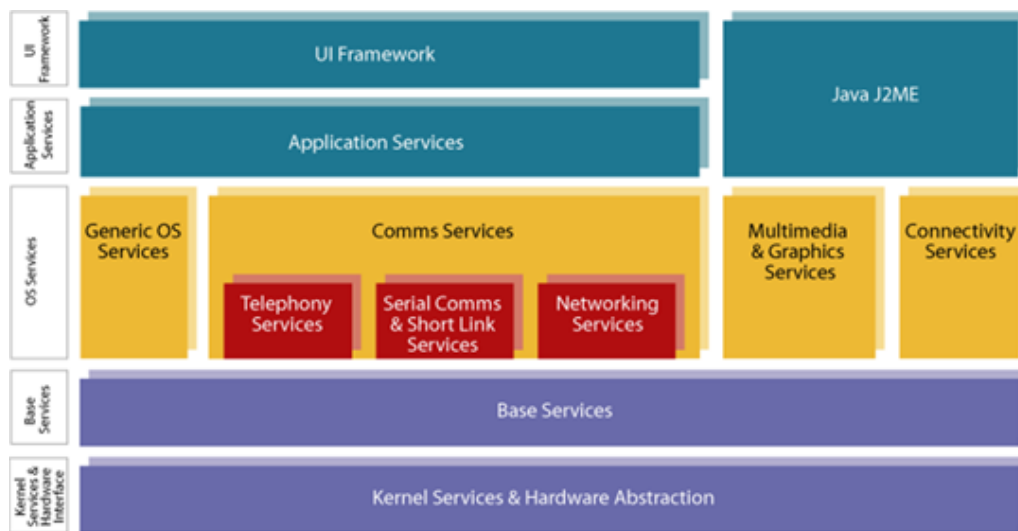 UI
Framework
UI Framework
Java J2ME
Application
Services
Application Services
OS Services
Generic OS
Services
Comms Services
Telephony
Services
Serial Comms
& Short Link
Services
Networking
Services
Multimedia
& Graphics
Services
Connectivity
Services
Base
Services
Base Services
Kernel
Services &
Hardware
Interface
Kernel Services & Hardware Abstraction